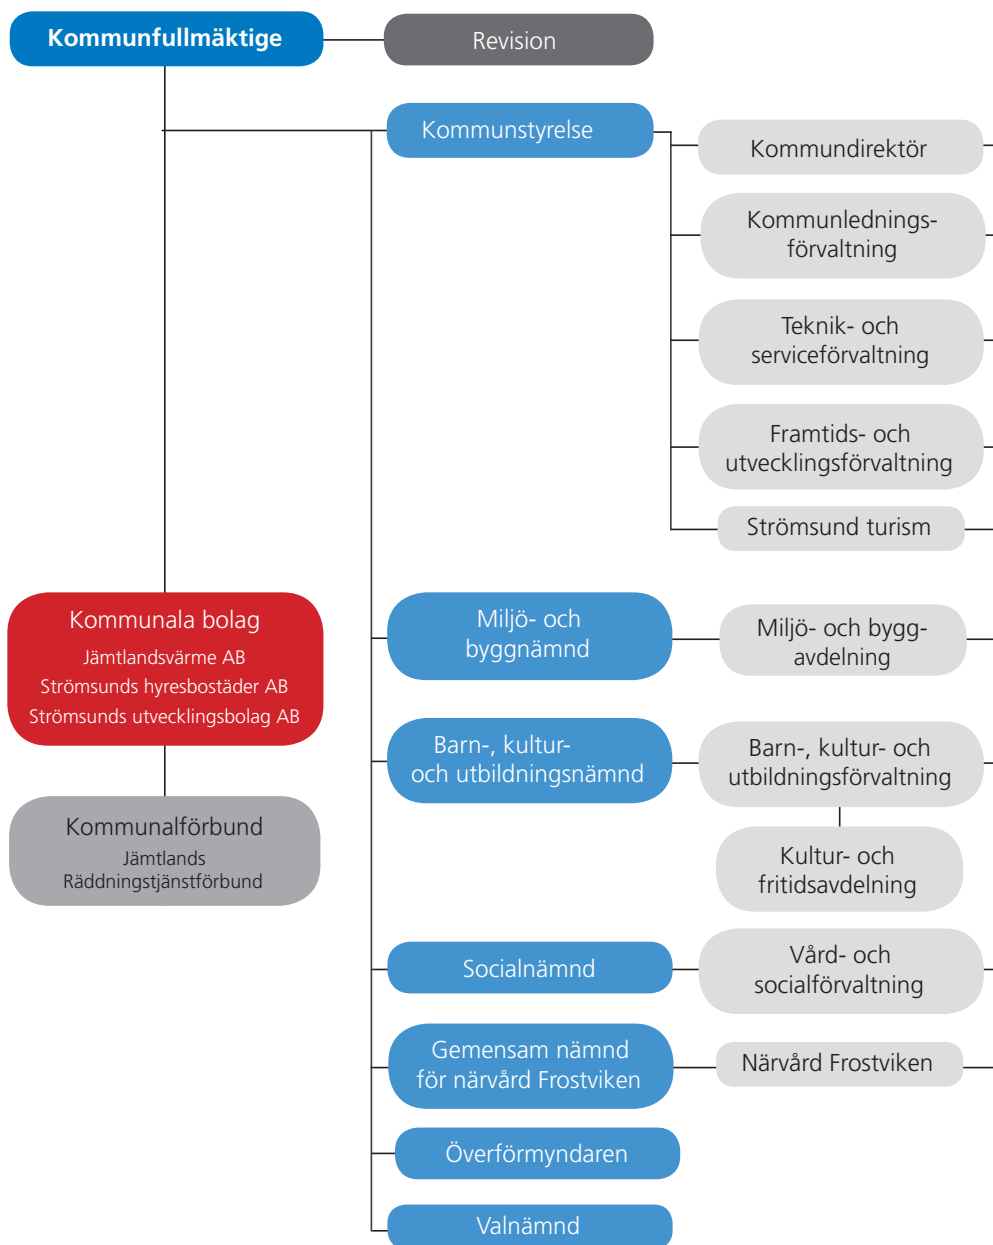 Kommunfullmäktige
Revision
Kommunstyrelse
Kommundirektör
Kommunlednings-
förvaltning
Teknik- och
serviceförvaltning
Framtids- och
utvecklingsförvaltning
Strömsund turism
Kommunala bolag
Jämtlandsvärme AB
Strömsunds hyresbostäder AB
Strömsunds utvecklingsbolag AB
Miljö- och
byggnämnd
Miljö- och bygg-
avdelning
Barn-, kultur-
och utbildningsnämnd
Barn-, kultur- och
utbildningsförvaltning
Kommunalförbund
Jämtlands
Räddningstjänstförbund
Kultur- och
fritidsavdelning
Socialnämnd
Vård- och
socialförvaltning
Gemensam nämnd
för närvård Frostviken
Närvård Frostviken
Överförmyndaren
Valnämnd